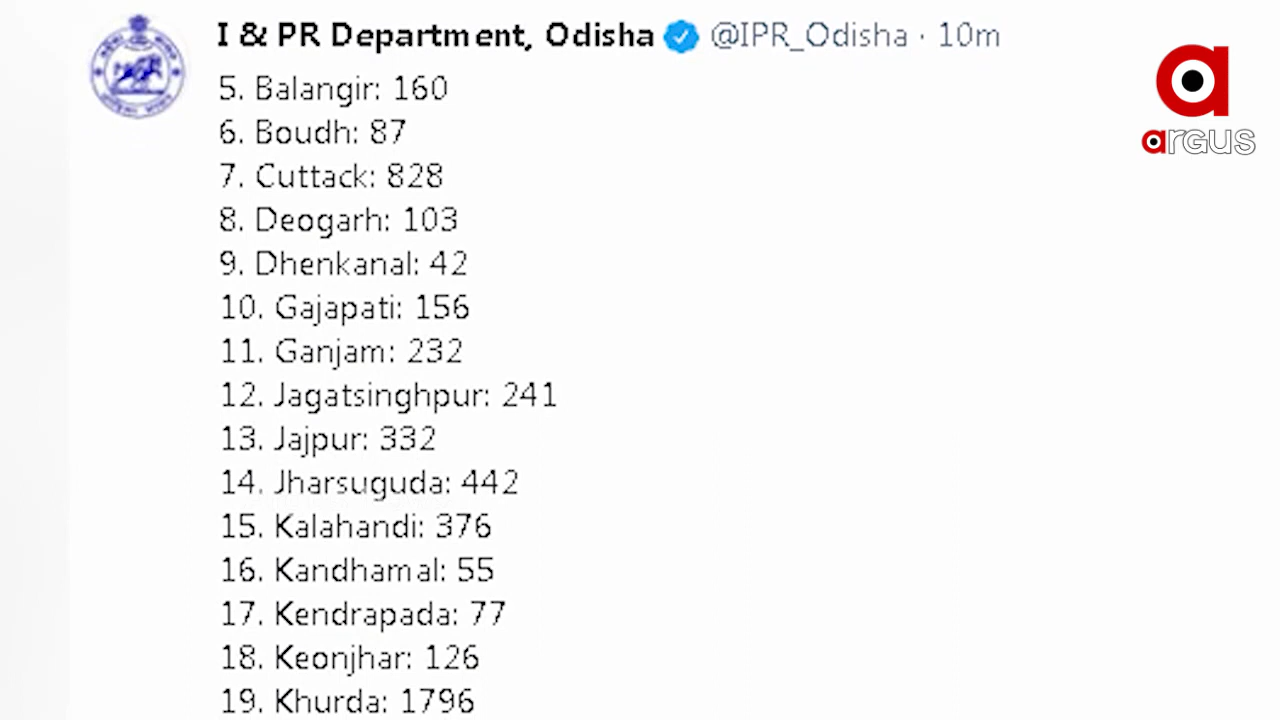 I & PR Department, Odisha @IPR_Odisha · 10m
5. Balangir: 160
6. Boudh: 87
7. Cuttack: 828
8. Deogarh: 103
9. Dhenkanal: 42
10. Gajapati: 156
11. Ganjam: 232
12. Jagatsinghpur: 241
13. Jajpur: 332
14. Jharsuguda: 442
15. Kalahandi: 376
16. Kandhamal: 55
17. Kendrapada: 77
18. Keonjhar: 126
19. Khurda: 1796
a
argus